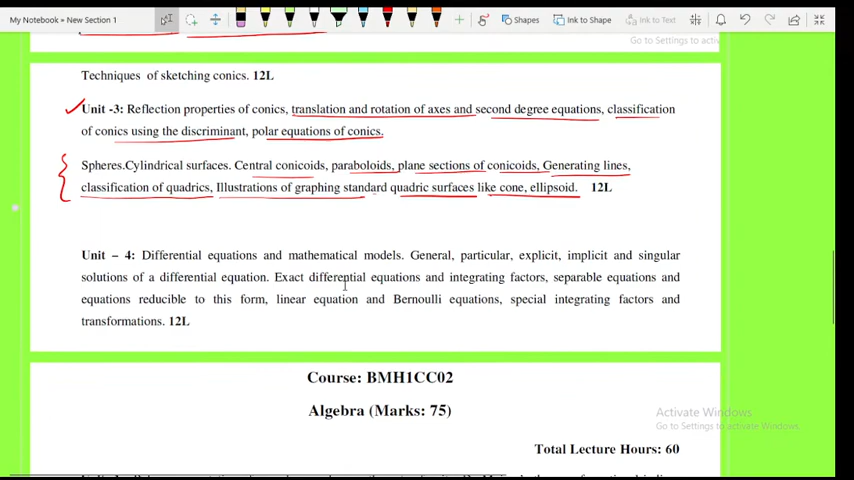 My Notebook » New Section 1
Shapes
Ink to Shape
Ink to Text
Go to Settings to activ
Techniques of sketching conics. 12L
Unit -3: Reflection properties of conics, translation and rotation of axes and second degree equations, classification
of conics using the discriminant, polar equations of conics.
Spheres.Cylindrical surfaces. Central conicoids, paraboloids, plane sections of conicoids, Generating lines,
classification of quadrics, Illustrations of graphing standard quadric surfaces like cone, ellipsoid. 12L
Unit – 4: Differential equations and mathematical models. General, particular, explicit, implicit and singular
solutions of a differential equation. Exact differential equations and integrating factors, separable equations and
equations reducible to this form, linear equation and Bernoulli equations, special integrating factors and
transformations. 12L
Course: BMH1CC02
Algebra (Marks: 75)
Activate Windows
Go to Settings to activate Windows.
Total Lecture Hours: 60